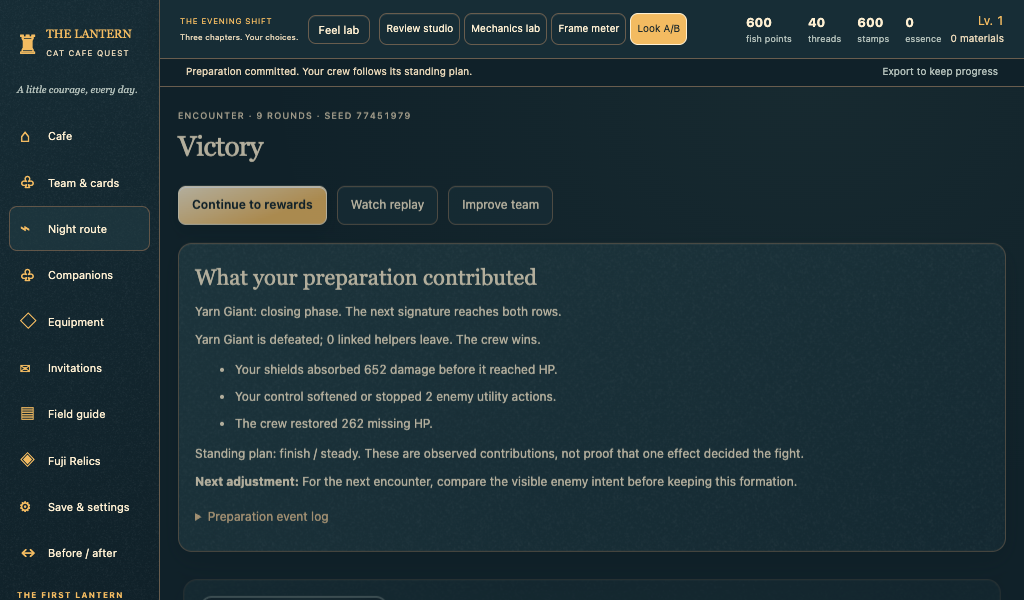 THE LANTERN
CAT CAFE QUEST
A little courage, every day.
Cafe
Team & cards
Night route
Companions
Equipment
Invitations
Field guide
Fuji Relics
Save & settings
Before / after
THE FIRST LANTERN
THE EVENING SHIFT
Three chapters. Your choices.
Feel lab
Review studio
Mechanics lab
Frame meter
Look A/B
600 fish points
40 threads
600 stamps
0 essence
Lv. 1
0 materials
Preparation committed. Your crew follows its standing plan.
Export to keep progress
ENCOUNTER · 9 ROUNDS · SEED 77451979
Victory
Continue to rewards
Watch replay
Improve team
What your preparation contributed
Yarn Giant: closing phase. The next signature reaches both rows.
Yarn Giant is defeated; 0 linked helpers leave. The crew wins.
• Your shields absorbed 652 damage before it reached HP.
• Your control softened or stopped 2 enemy utility actions.
• The crew restored 262 missing HP.
Standing plan: finish / steady. These are observed contributions, not proof that one effect decided the fight.
Next adjustment: For the next encounter, compare the visible enemy intent before keeping this formation.
Preparation event log